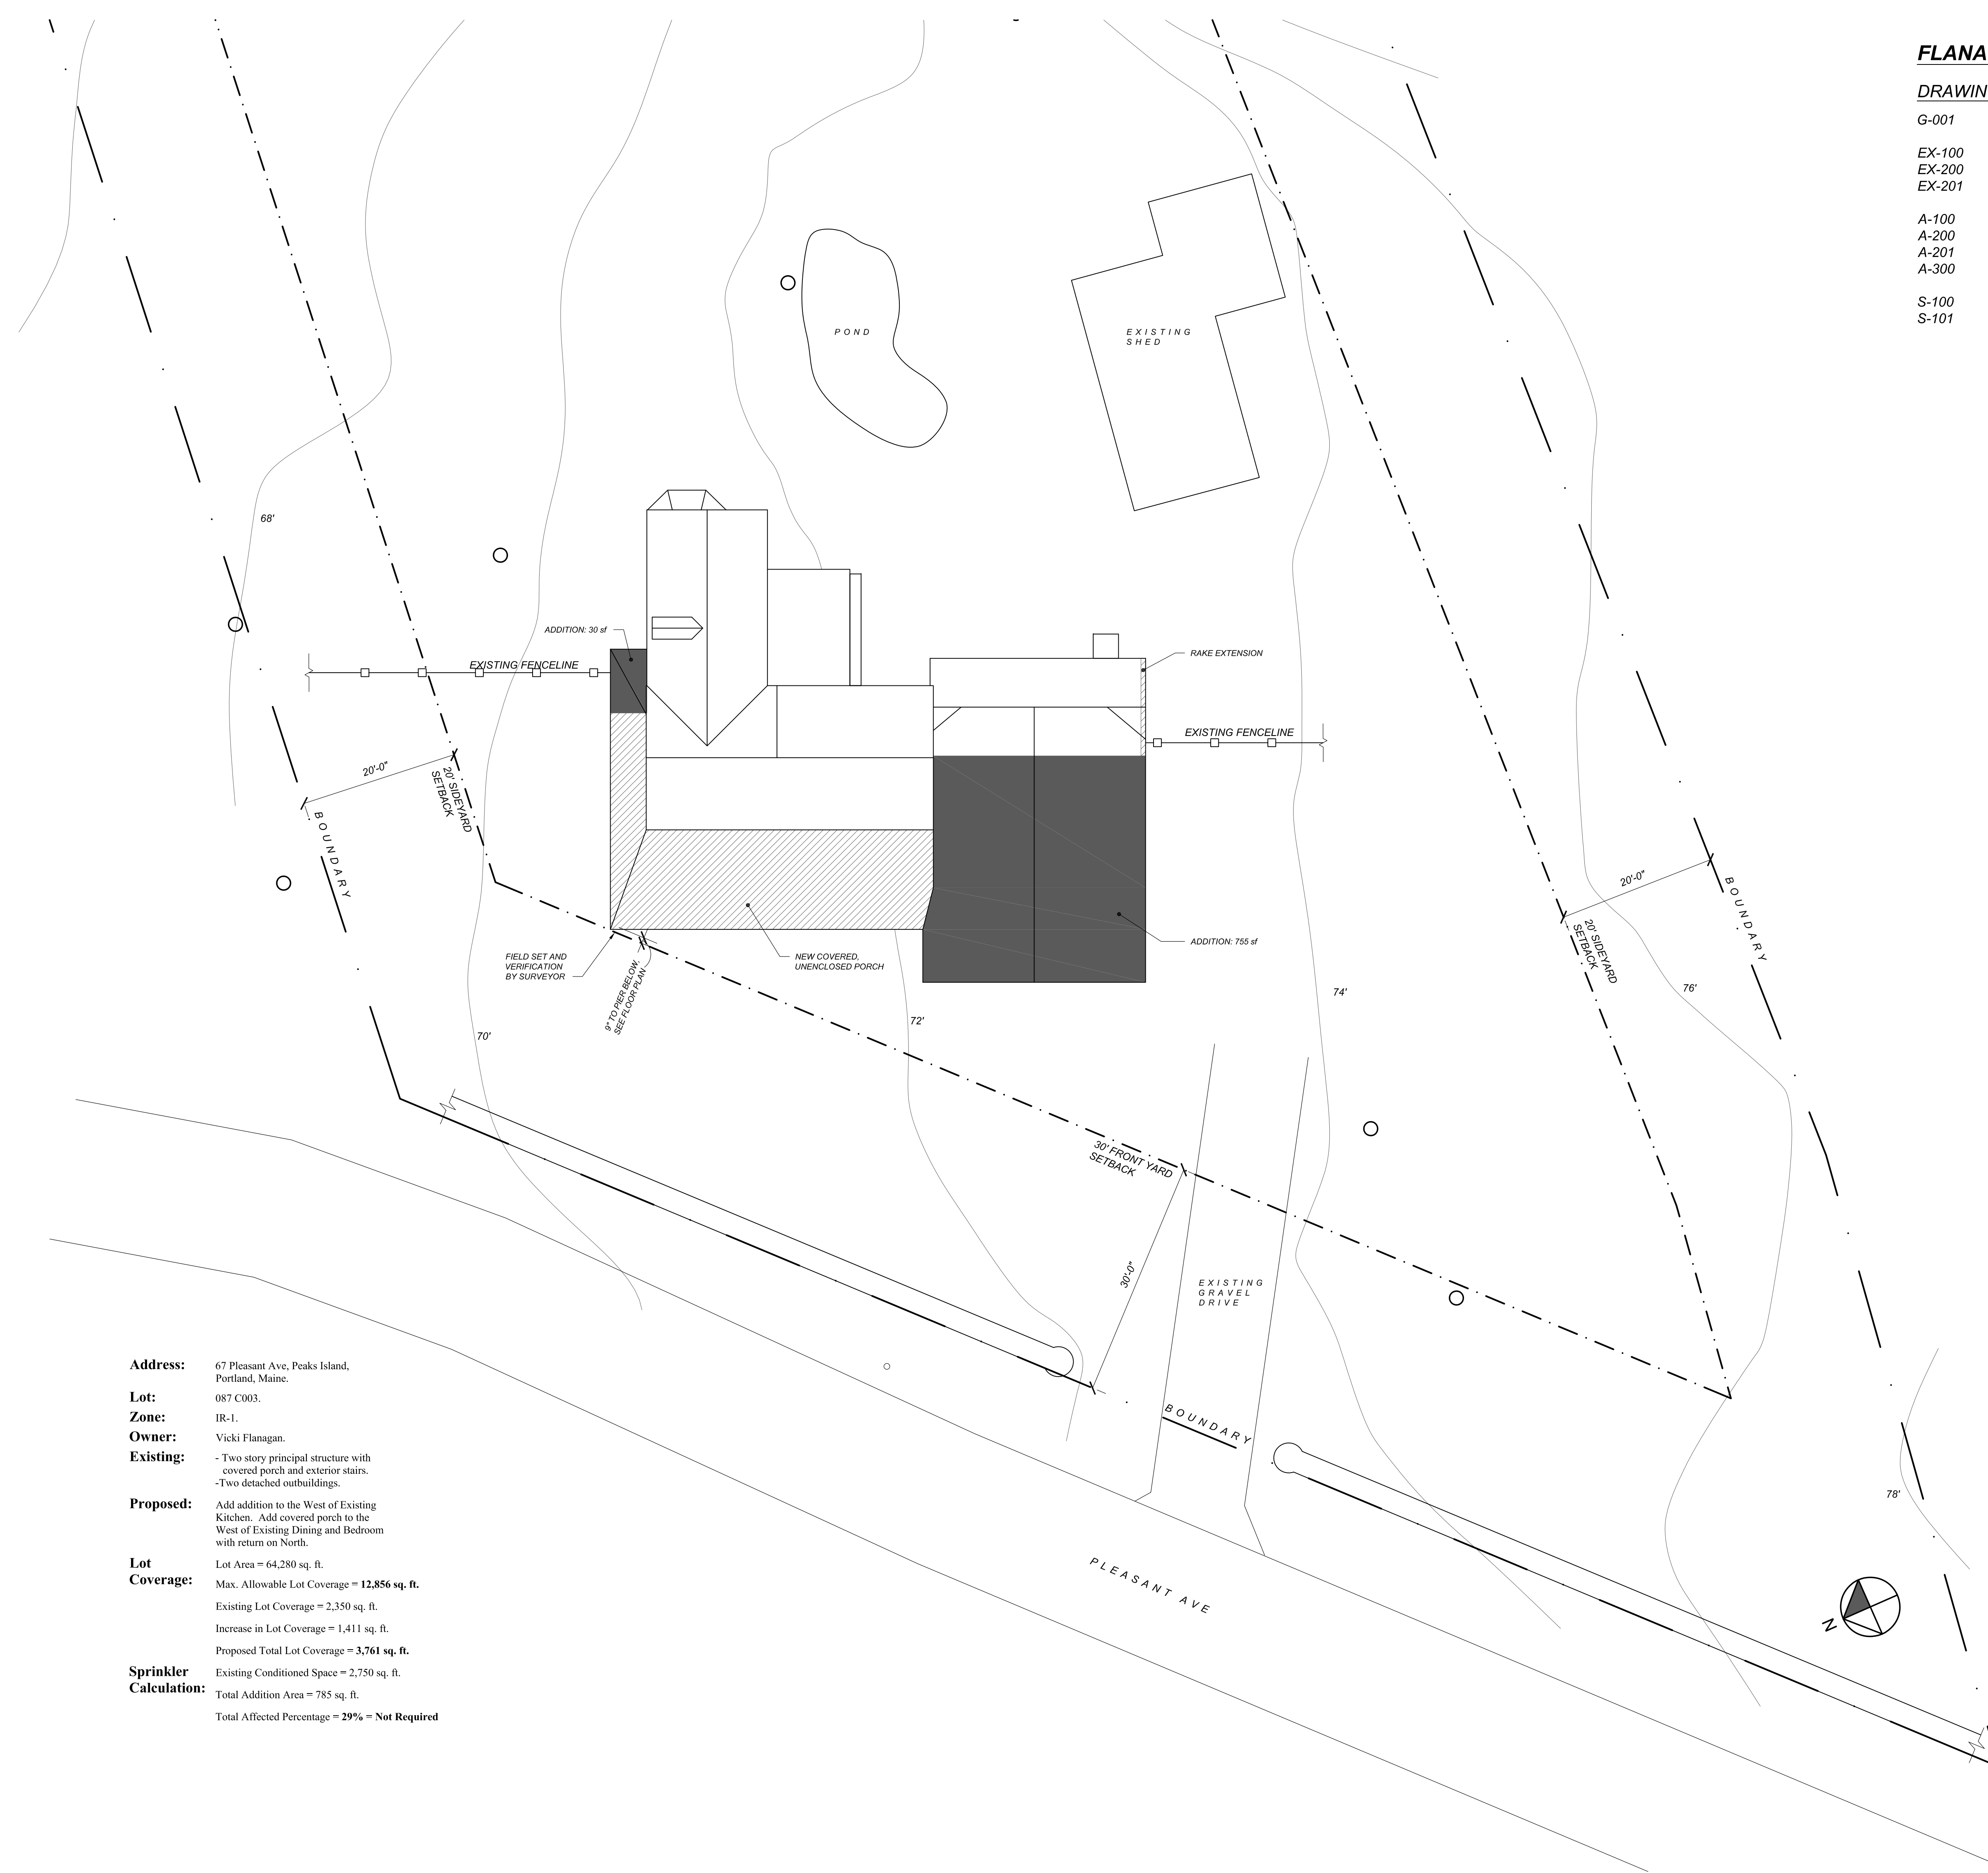 FLANA
DRAWIN
G-001
EX-100
EX-200
EX-201
A-100
A-200
A-201
A-300
S-100
S-101
POND
EXISTING
SHED
68'
ADDITION: 30 sf
EXISTING FENCELINE
RAKE EXTENSION
EXISTING FENCELINE
20'-0"
20' SIDEYARD
SETBACK
BOUNDARY
20'-0"
20' SIDEYARD
SETBACK
BOUNDARY
ADDITION: 755 sf
FIELD SET AND
VERIFICATION
BY SURVEYOR
9" TO PIER BELOW,
SEE FLOOR PLAN
NEW COVERED,
UNENCLOSED PORCH
76'
74'
72'
70'
30' FRONT YARD
SETBACK
30'-0"
EXISTING
GRAVEL
DRIVE
BOUNDARY
PLEASANT AVE
78'
N
Address: 67 Pleasant Ave, Peaks Island,
Portland, Maine.
Lot: 087 C003.
Zone: IR-1.
Owner: Vicki Flanagan.
Existing: - Two story principal structure with
covered porch and exterior stairs.
-Two detached outbuildings.
Proposed: Add addition to the West of Existing
Kitchen. Add covered porch to the
West of Existing Dining and Bedroom
with return on North.
Lot
Coverage:
Lot Area = 64,280 sq. ft.
Max. Allowable Lot Coverage = 12,856 sq. ft.
Existing Lot Coverage = 2,350 sq. ft.
Increase in Lot Coverage = 1,411 sq. ft.
Proposed Total Lot Coverage = 3,761 sq. ft.
Sprinkler
Calculation:
Existing Conditioned Space = 2,750 sq. ft.
Total Addition Area = 785 sq. ft.
Total Affected Percentage = 29% = Not Required